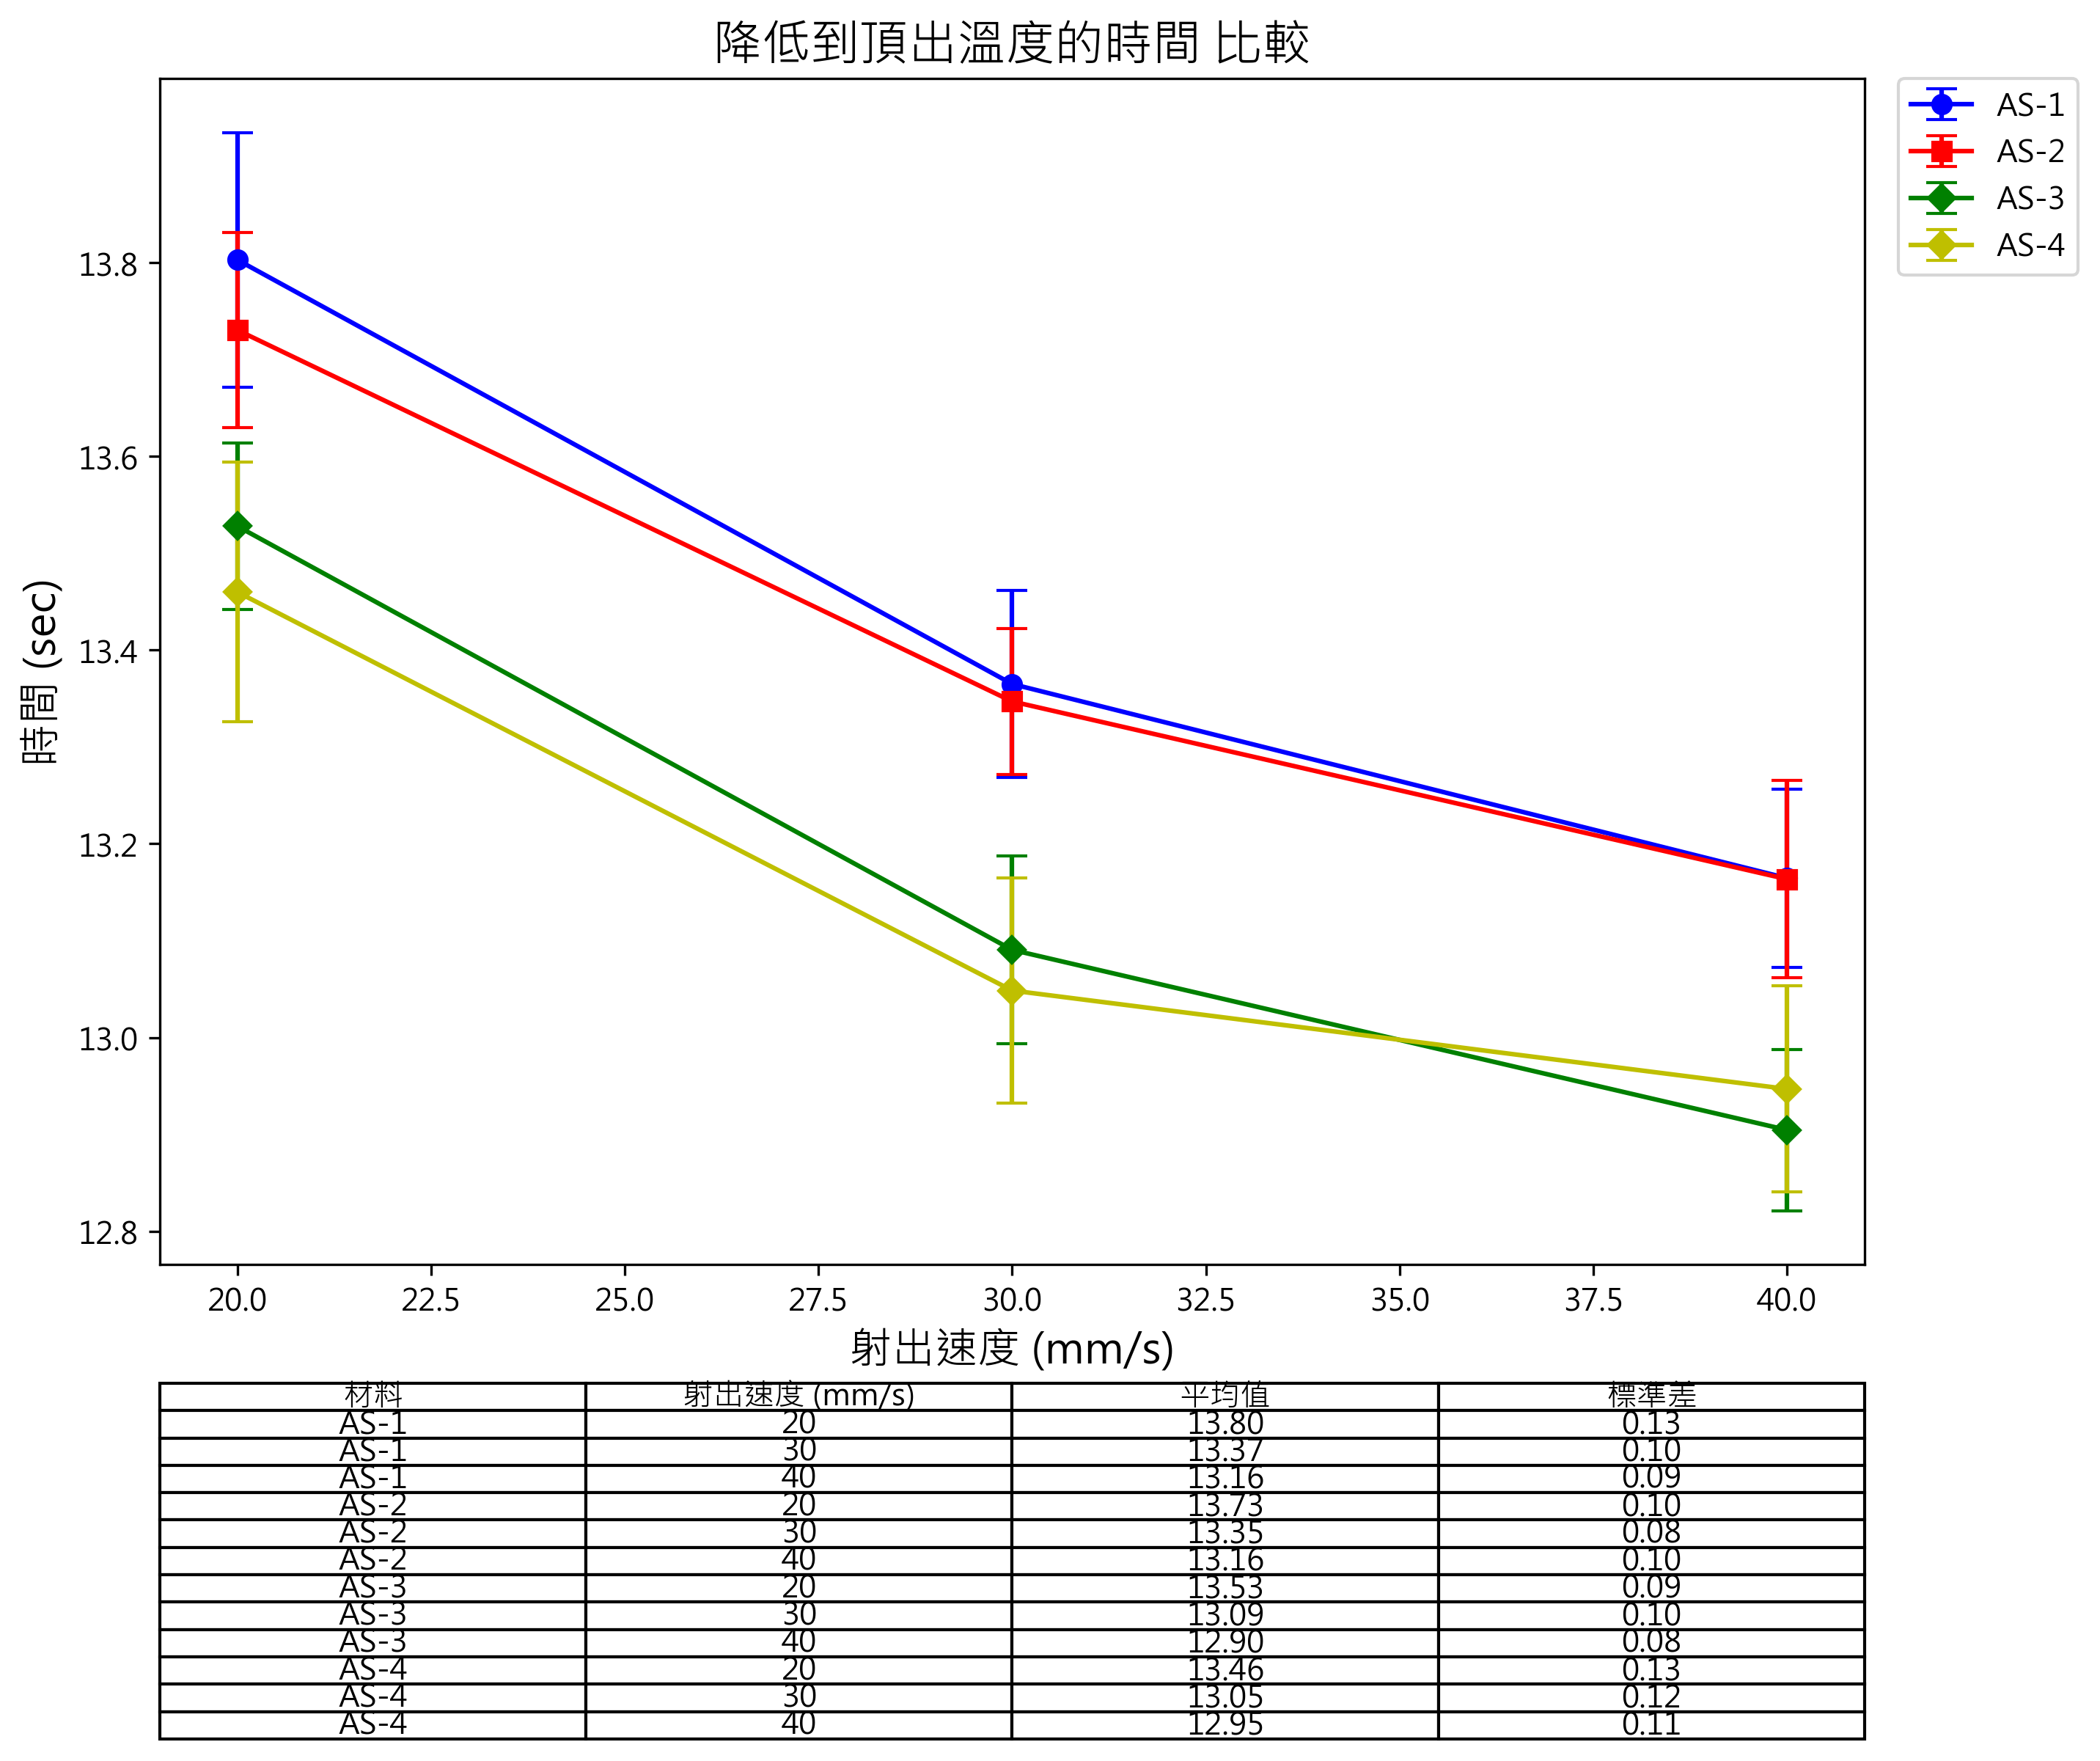 降低到頂出溫度的時間 比較
AS-1
AS-2
AS-3
AS-4
時間 (sec)
13.8
13.6
13.4
13.2
13.0
12.8
20.0 22.5 25.0 27.5 30.0 32.5 35.0 37.5 40.0
射出速度 (mm/s)
材料 射出速度 (mm/s) 平均值 標準差
AS-1 20 13.80 0.13
AS-1 30 13.37 0.10
AS-1 40 13.16 0.09
AS-2 20 13.73 0.10
AS-2 30 13.35 0.08
AS-2 40 13.16 0.10
AS-3 20 13.53 0.09
AS-3 30 13.09 0.10
AS-3 40 12.90 0.08
AS-4 20 13.46 0.13
AS-4 30 13.05 0.12
AS-4 40 12.95 0.11